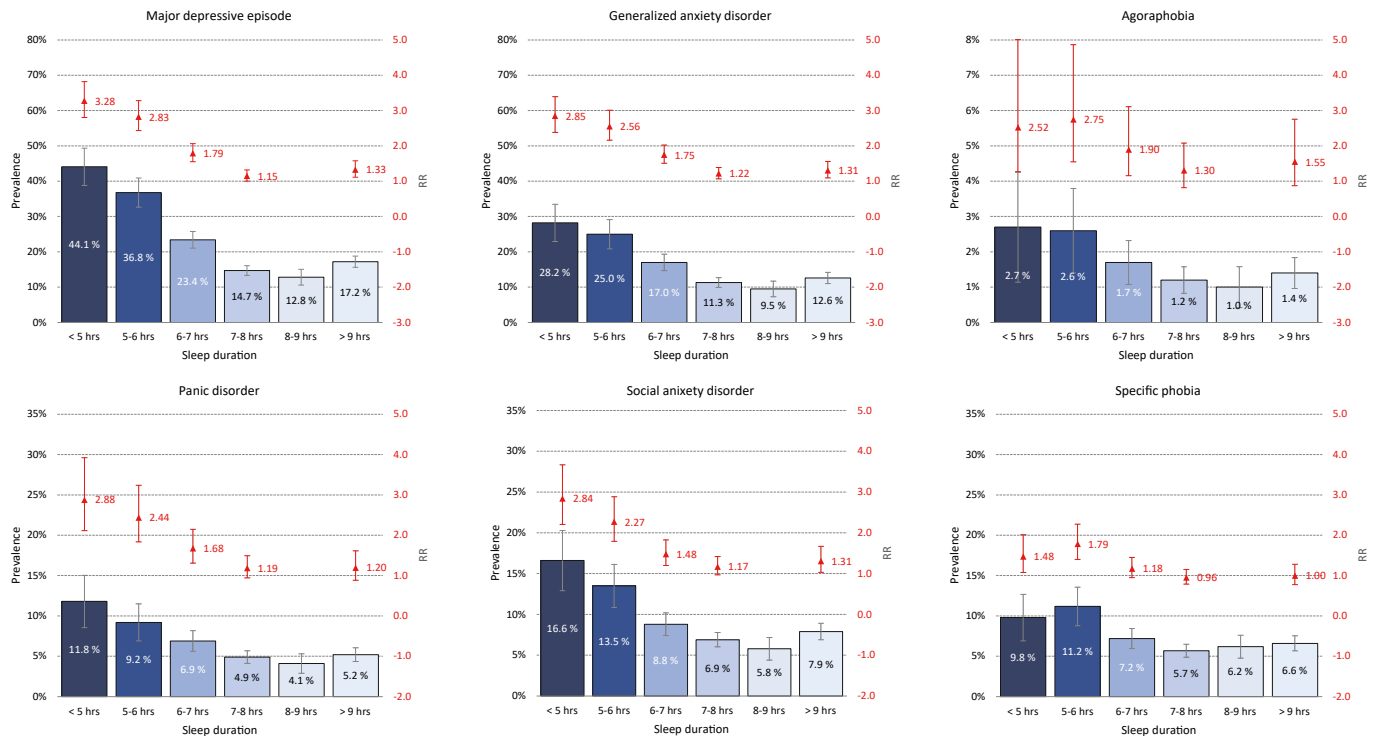 Major depressive episode
80% 5.0
70% 4.0
60% 3.0
50% 2.0
40% 1.0
30% 0.0
20% -1.0
10% -2.0
0% -3.0
Prevalence
RR
3.28 2.83 1.79 1.15 1.33
44.1 % 36.8 % 23.4 % 14.7 % 12.8 % 17.2 %
< 5 hrs 5-6 hrs 6-7 hrs 7-8 hrs 8-9 hrs > 9 hrs
Sleep duration
Generalized anxiety disorder
80% 5.0
70% 4.0
60% 3.0
50% 2.0
40% 1.0
30% 0.0
20% -1.0
10% -2.0
0% -3.0
Prevalence
RR
2.85 2.56 1.75 1.22 1.31
28.2 % 25.0 % 17.0 % 11.3 % 9.5 % 12.6 %
< 5 hrs 5-6 hrs 6-7 hrs 7-8 hrs 8-9 hrs > 9 hrs
Sleep duration
Agoraphobia
8% 5.0
7% 4.0
6% 3.0
5% 2.0
4% 1.0
3% 0.0
2% -1.0
1% -2.0
0% -3.0
Prevalence
RR
2.52 2.75 1.90 1.30 1.55
2.7 % 2.6 % 1.7 % 1.2 % 1.0 % 1.4 %
< 5 hrs 5-6 hrs 6-7 hrs 7-8 hrs 8-9 hrs > 9 hrs
Sleep duration
Panic disorder
35% 5.0
30% 4.0
25% 3.0
20% 2.0
15% 1.0
10% 0.0
5% -1.0
0% -2.0
Prevalence
RR
2.88 2.44 1.68 1.19 1.20
11.8 % 9.2 % 6.9 % 4.9 % 4.1 % 5.2 %
< 5 hrs 5-6 hrs 6-7 hrs 7-8 hrs 8-9 hrs > 9 hrs
Sleep duration
Social anixety disorder
35% 5.0
30% 4.0
25% 3.0
20% 2.0
15% 1.0
10% 0.0
5% -1.0
0% -2.0
Prevalence
RR
2.84 2.27 1.48 1.17 1.31
16.6 % 13.5 % 8.8 % 6.9 % 5.8 % 7.9 %
< 5 hrs 5-6 hrs 6-7 hrs 7-8 hrs 8-9 hrs > 9 hrs
Sleep duration
Specific phobia
35% 5.0
30% 4.0
25% 3.0
20% 2.0
15% 1.0
10% 0.0
5% -1.0
0% -2.0
Prevalence
RR
1.48 1.79 1.18 0.96 1.00
9.8 % 11.2 % 7.2 % 5.7 % 6.2 % 6.6 %
< 5 hrs 5-6 hrs 6-7 hrs 7-8 hrs 8-9 hrs > 9 hrs
Sleep duration